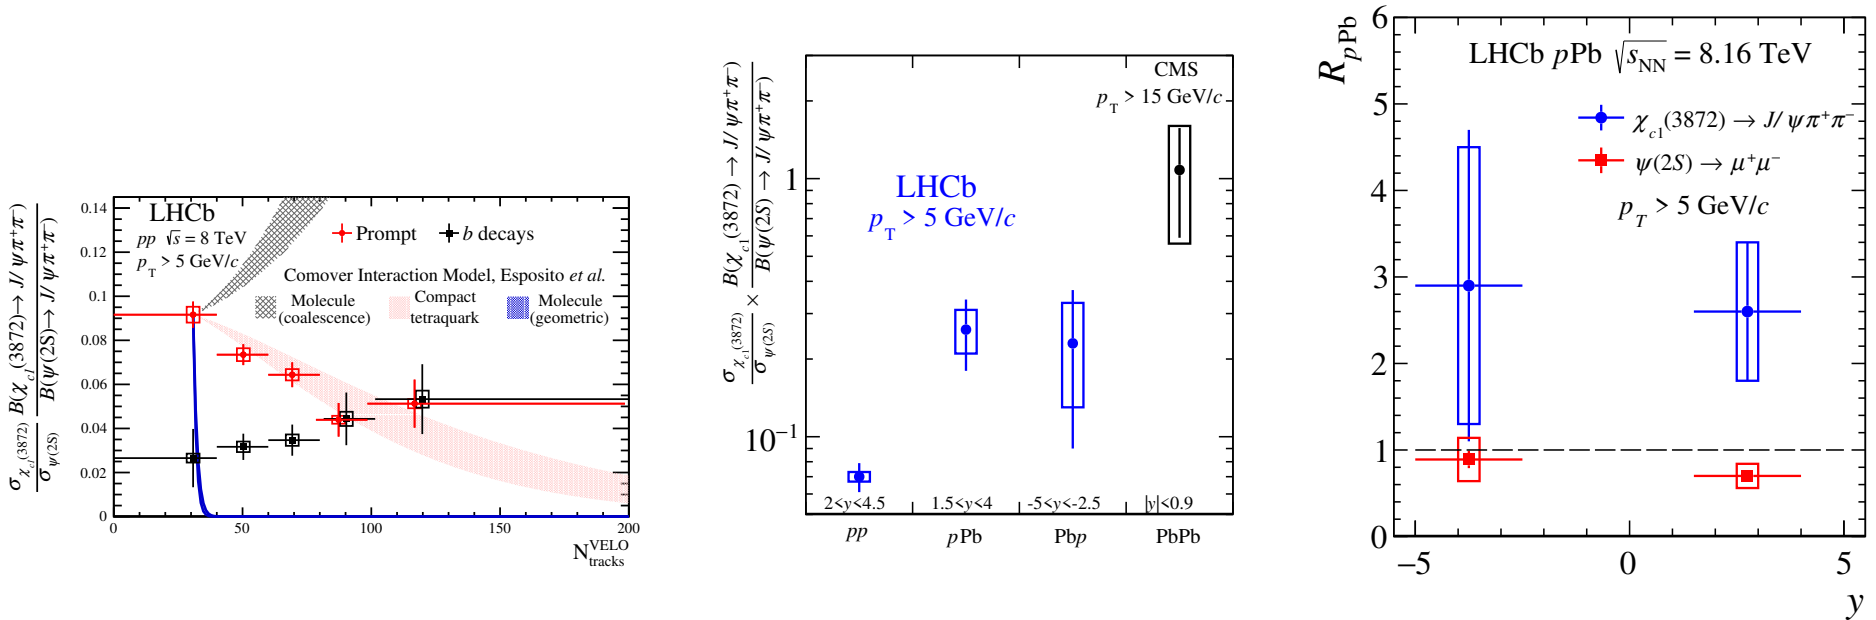 σχc1(3872) B(χc1(3872)→ J/ψπ+π−)
σψ(2S) B(ψ(2S)→ J/ψπ+π−)
0.14
0.12
0.1
0.08
0.06
0.04
0.02
0
LHCb
pp √s = 8 TeV
pT > 5 GeV/c
Prompt
b decays
Comover Interaction Model, Esposito et al.
Molecule
(coalescence)
Compact
tetraquark
Molecule
(geometric)
0 50 100 150 200
NVELO
tracks
σχc1(3872) × B(χc1(3872) → J/ψπ+π−)
σψ(2S) B(ψ(2S) → J/ψπ+π−)
1
10−1
CMS
pT > 15 GeV/c
LHCb
pT > 5 GeV/c
2<y<4.5 1.5<y<4 -5<y<-2.5 |y|<0.9
pp pPb Pbp PbPb
RpPb
6
5
4
3
2
1
0
LHCb pPb √sNN = 8.16 TeV
χc1(3872) → J/ψπ+π−
ψ(2S) → μ+μ−
pT > 5 GeV/c
−5 0 5
y